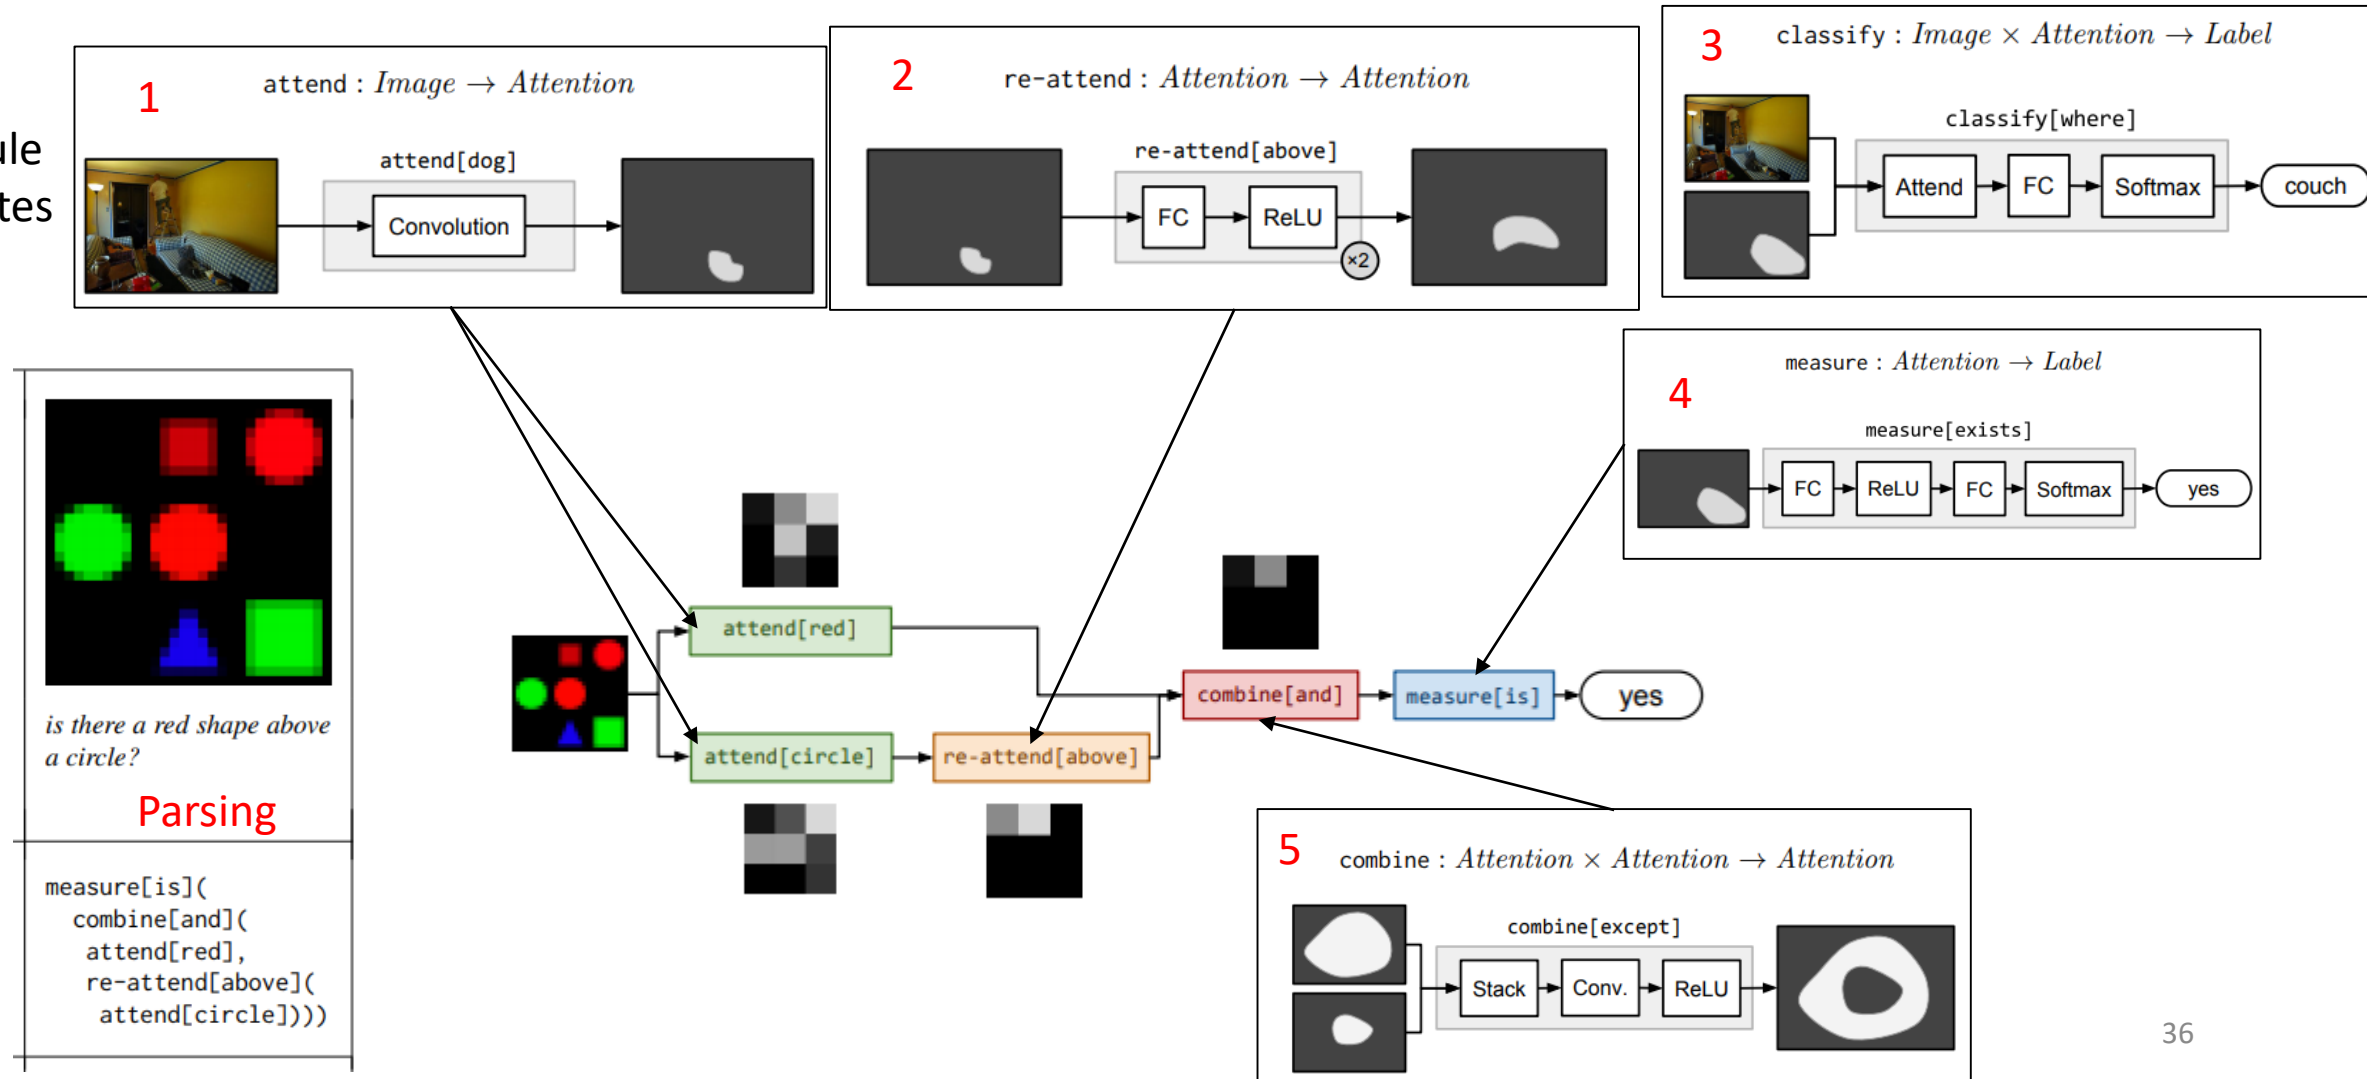 ule
tes
1
attend : Image → Attention
attend[dog]
Convolution
2
re-attend : Attention → Attention
re-attend[above]
FC
ReLU
×2
3
classify : Image × Attention → Label
classify[where]
Attend
FC
Softmax
couch
4
measure : Attention → Label
measure[exists]
FC
ReLU
FC
Softmax
yes
is there a red shape above
a circle?
Parsing
measure[is](
combine[and](
attend[red],
re-attend[above](
attend[circle])))
attend[red]
attend[circle]
re-attend[above]
combine[and]
measure[is]
yes
5
combine : Attention × Attention → Attention
combine[except]
Stack
Conv.
ReLU
36